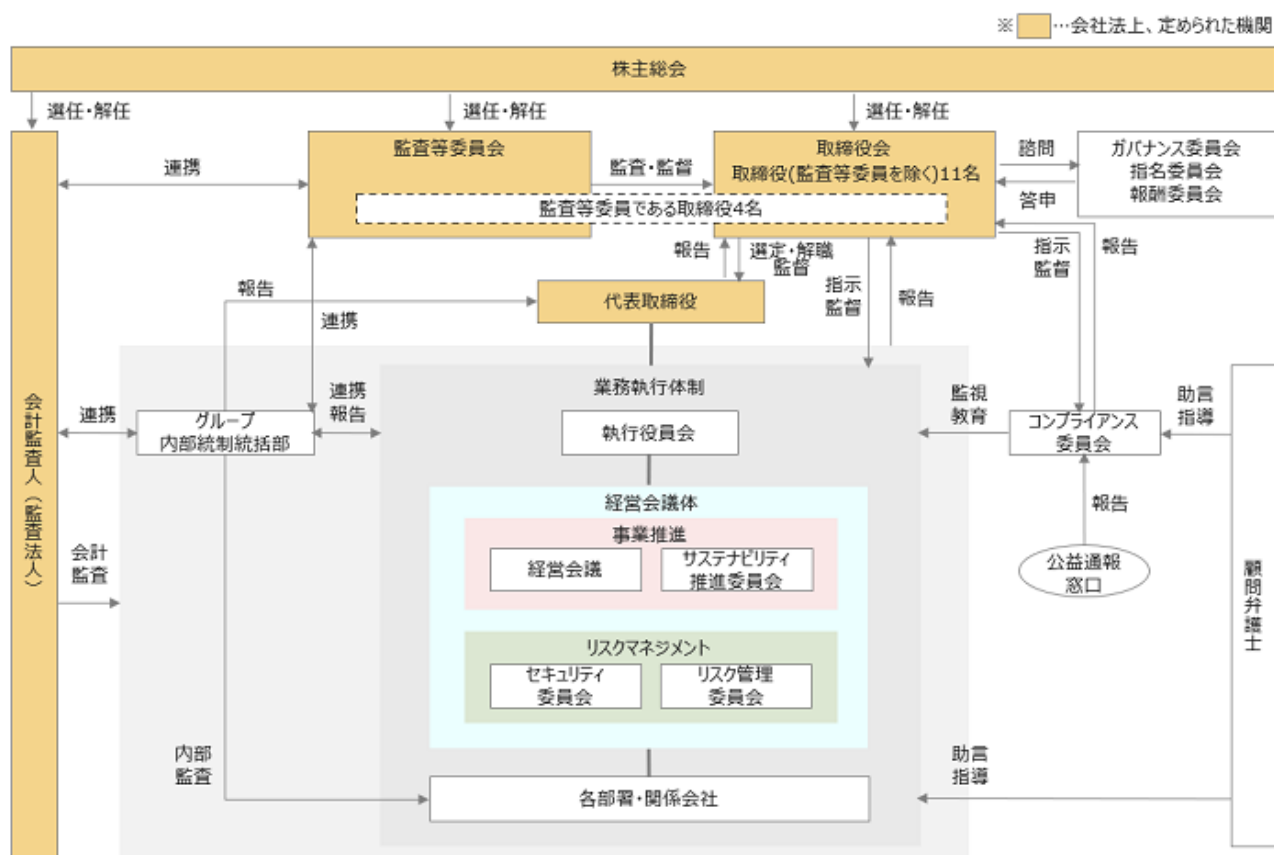 ※ …会社法上、定められた機関
株主総会
選任・解任
選任・解任
選任・解任
監査等委員会
取締役会
取締役(監査等委員を除く)11名
監査等委員である取締役4名
ガバナンス委員会
指名委員会
報酬委員会
連携
監査・監督
諮問
答申
報告
選定・解職
監督
指示
監督
報告
指示
監督
報告
報告
代表取締役
連携
会計監査人（監査法人）
連携
グループ
内部統制統括部
連携
報告
業務執行体制
執行役員会
監視
教育
コンプライアンス
委員会
助言
指導
経営会議体
事業推進
経営会議
サステナビリティ
推進委員会
報告
公益通報
窓口
会計
監査
顧問弁護士
リスクマネジメント
セキュリティ
委員会
リスク管理
委員会
内部
監査
各部署・関係会社
助言
指導